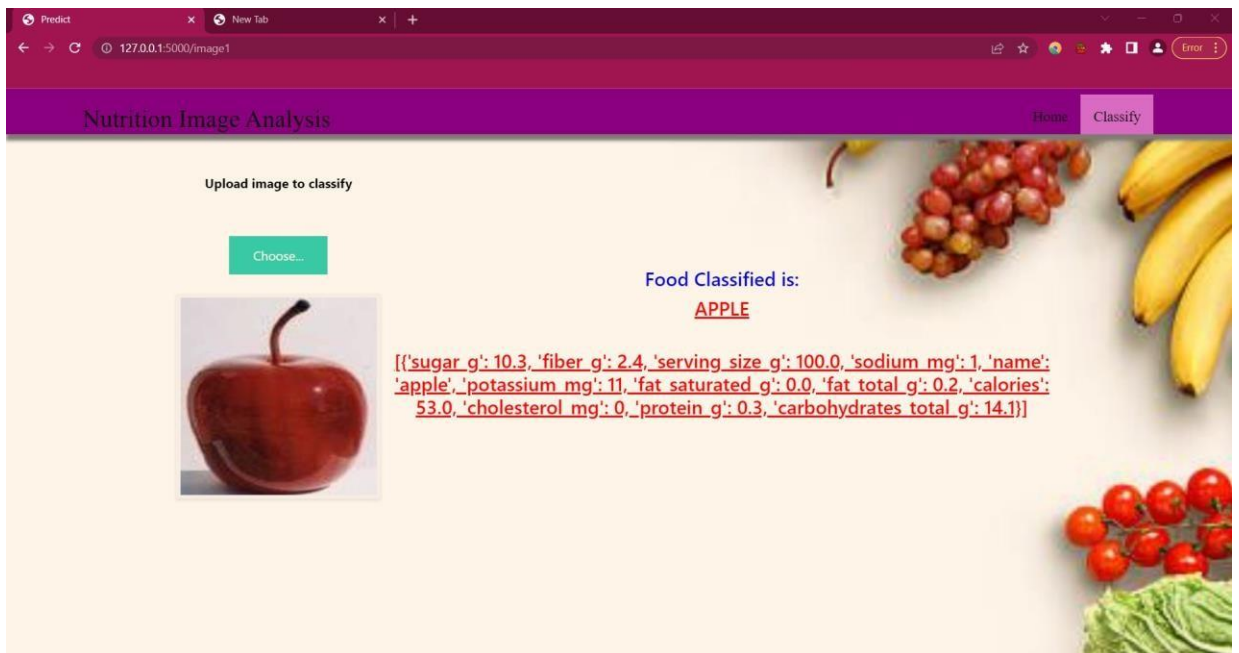 Predict
New Tab
127.0.0.1:5000/image1
Error
Nutrition Image Analysis
Home
Classify
Upload image to classify
Choose...
Food Classified is:
APPLE
[{'sugar_g': 10.3, 'fiber_g': 2.4, 'serving_size_g': 100.0, 'sodium_mg': 1, 'name':
'apple', 'potassium_mg': 11, 'fat_saturated_g': 0.0, 'fat_total_g': 0.2, 'calories':
53.0, 'cholesterol_mg': 0, 'protein_g': 0.3, 'carbohydrates_total_g': 14.1}]